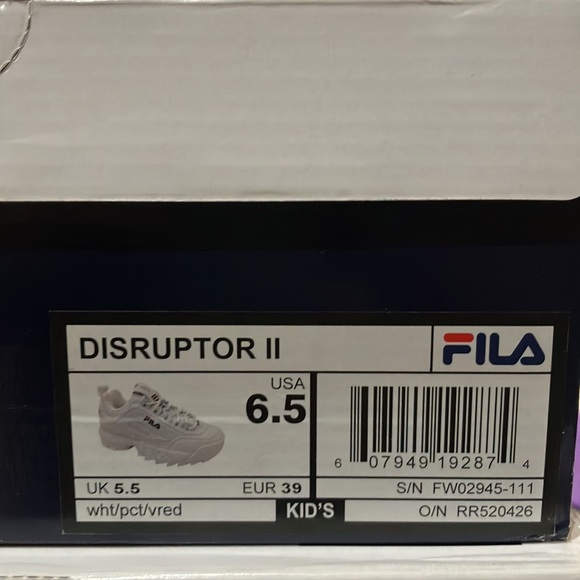 DISRUPTOR II
FILA
USA
6.5
FILA
UK 5.5 EUR 39
wht/pct/vred
KID'S
6 07949 19287 4
S/N FW02945-111
O/N RR520426